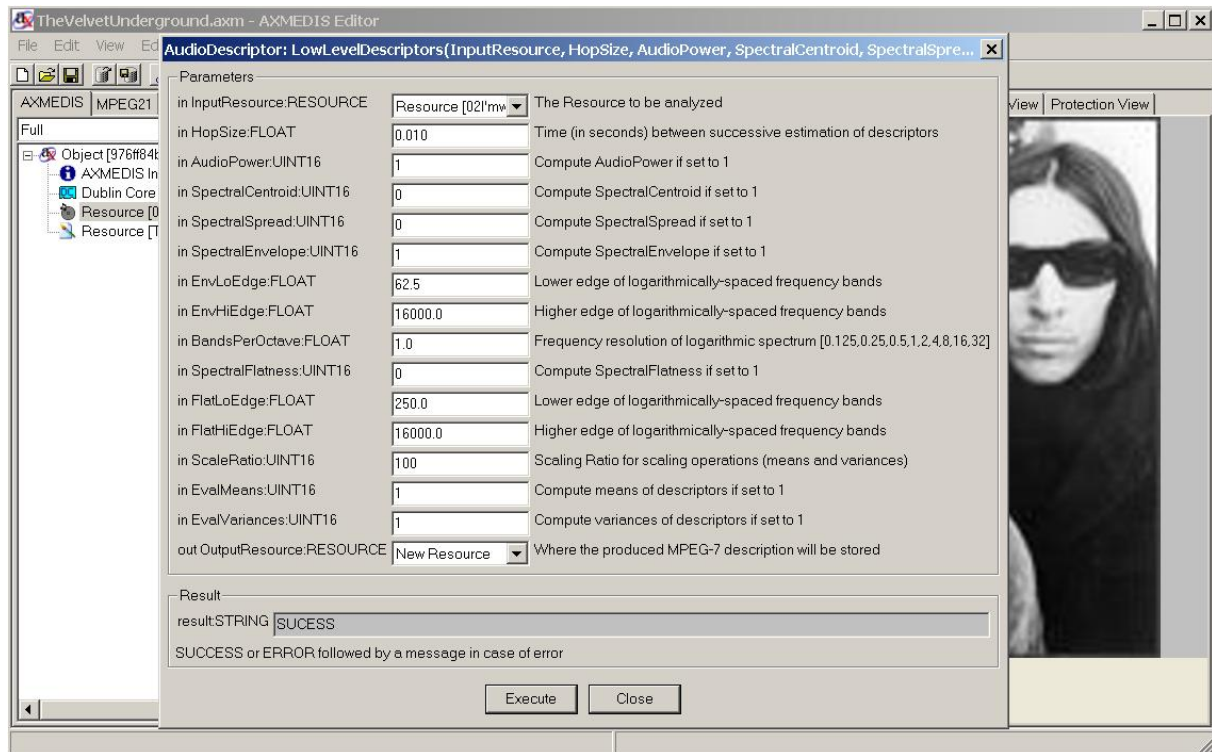 TheVelvetUnderground.axm - AXMEDIS Editor
File Edit View Ed
AudioDescriptor: LowLevelDescriptors(InputResource, HopSize, AudioPower, SpectralCentroid, SpectralSpre...
AXMEDIS MPEG21
View Protection View
Full
Object [976ff84b
AXMEDIS In
Dublin Core
Resource [0
Resource [T
Parameters
in InputResource:RESOURCE Resource [02I'mw The Resource to be analyzed
in HopSize:FLOAT 0.010 Time (in seconds) between successive estimation of descriptors
in AudioPower:UINT16 1 Compute AudioPower if set to 1
in SpectralCentroid:UINT16 0 Compute SpectralCentroid if set to 1
in SpectralSpread:UINT16 0 Compute SpectralSpread if set to 1
in SpectralEnvelope:UINT16 1 Compute SpectralEnvelope if set to 1
in EnvLoEdge:FLOAT 62.5 Lower edge of logarithmically-spaced frequency bands
in EnvHiEdge:FLOAT 16000.0 Higher edge of logarithmically-spaced frequency bands
in BandsPerOctave:FLOAT 1.0 Frequency resolution of logarithmic spectrum [0.125,0.25,0.5,1,2,4,8,16,32]
in SpectralFlatness:UINT16 0 Compute SpectralFlatness if set to 1
in FlatLoEdge:FLOAT 250.0 Lower edge of logarithmically-spaced frequency bands
in FlatHiEdge:FLOAT 16000.0 Higher edge of logarithmically-spaced frequency bands
in ScaleRatio:UINT16 100 Scaling Ratio for scaling operations (means and variances)
in EvalMeans:UINT16 1 Compute means of descriptors if set to 1
in EvalVariances:UINT16 1 Compute variances of descriptors if set to 1
out OutputResource:RESOURCE New Resource Where the produced MPEG-7 description will be stored
Result
result:STRING SUCESS
SUCCESS or ERROR followed by a message in case of error
Execute Close